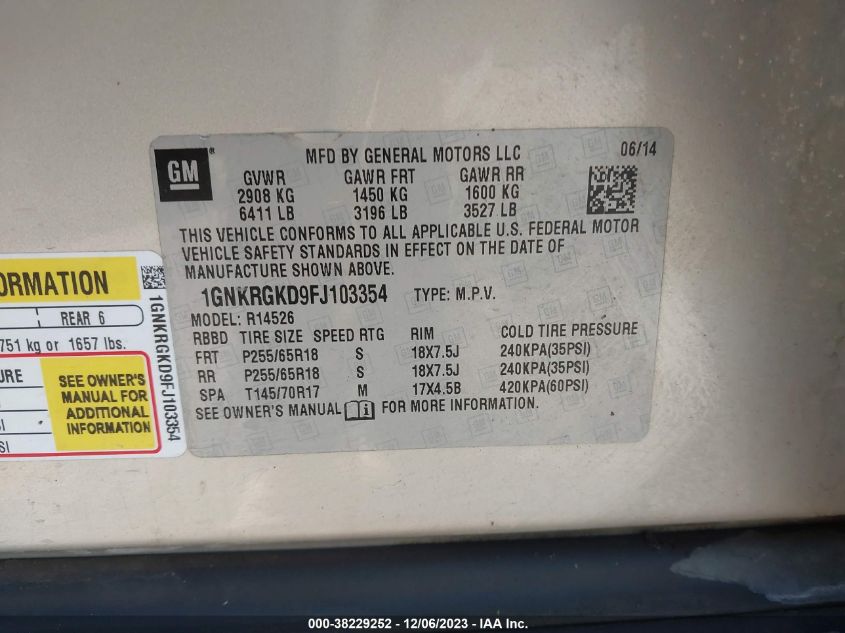 GM
®
MFD BY GENERAL MOTORS LLC 06/14
GVWR GAWR FRT GAWR RR
2908 KG 1450 KG 1600 KG
6411 LB 3196 LB 3527 LB
THIS VEHICLE CONFORMS TO ALL APPLICABLE U.S. FEDERAL MOTOR
VEHICLE SAFETY STANDARDS IN EFFECT ON THE DATE OF
MANUFACTURE SHOWN ABOVE.
1GNKRGKD9FJ103354 TYPE: M.P.V.
MODEL: R14526
RBBD TIRE SIZE SPEED RTG RIM COLD TIRE PRESSURE
FRT P255/65R18 S 18X7.5J 240KPA(35PSI)
RR P255/65R18 S 18X7.5J 240KPA(35PSI)
SPA T145/70R17 M 17X4.5B 420KPA(60PSI)
SEE OWNER'S MANUAL FOR MORE INFORMATION.
ORMATION
REAR 6
751 kg or 1657 lbs.
URE
SI
SI
SEE OWNER'S
MANUAL FOR
ADDITIONAL
INFORMATION
1GNKRGKD9FJ103354
000-38229252 - 12/06/2023 - IAA Inc.